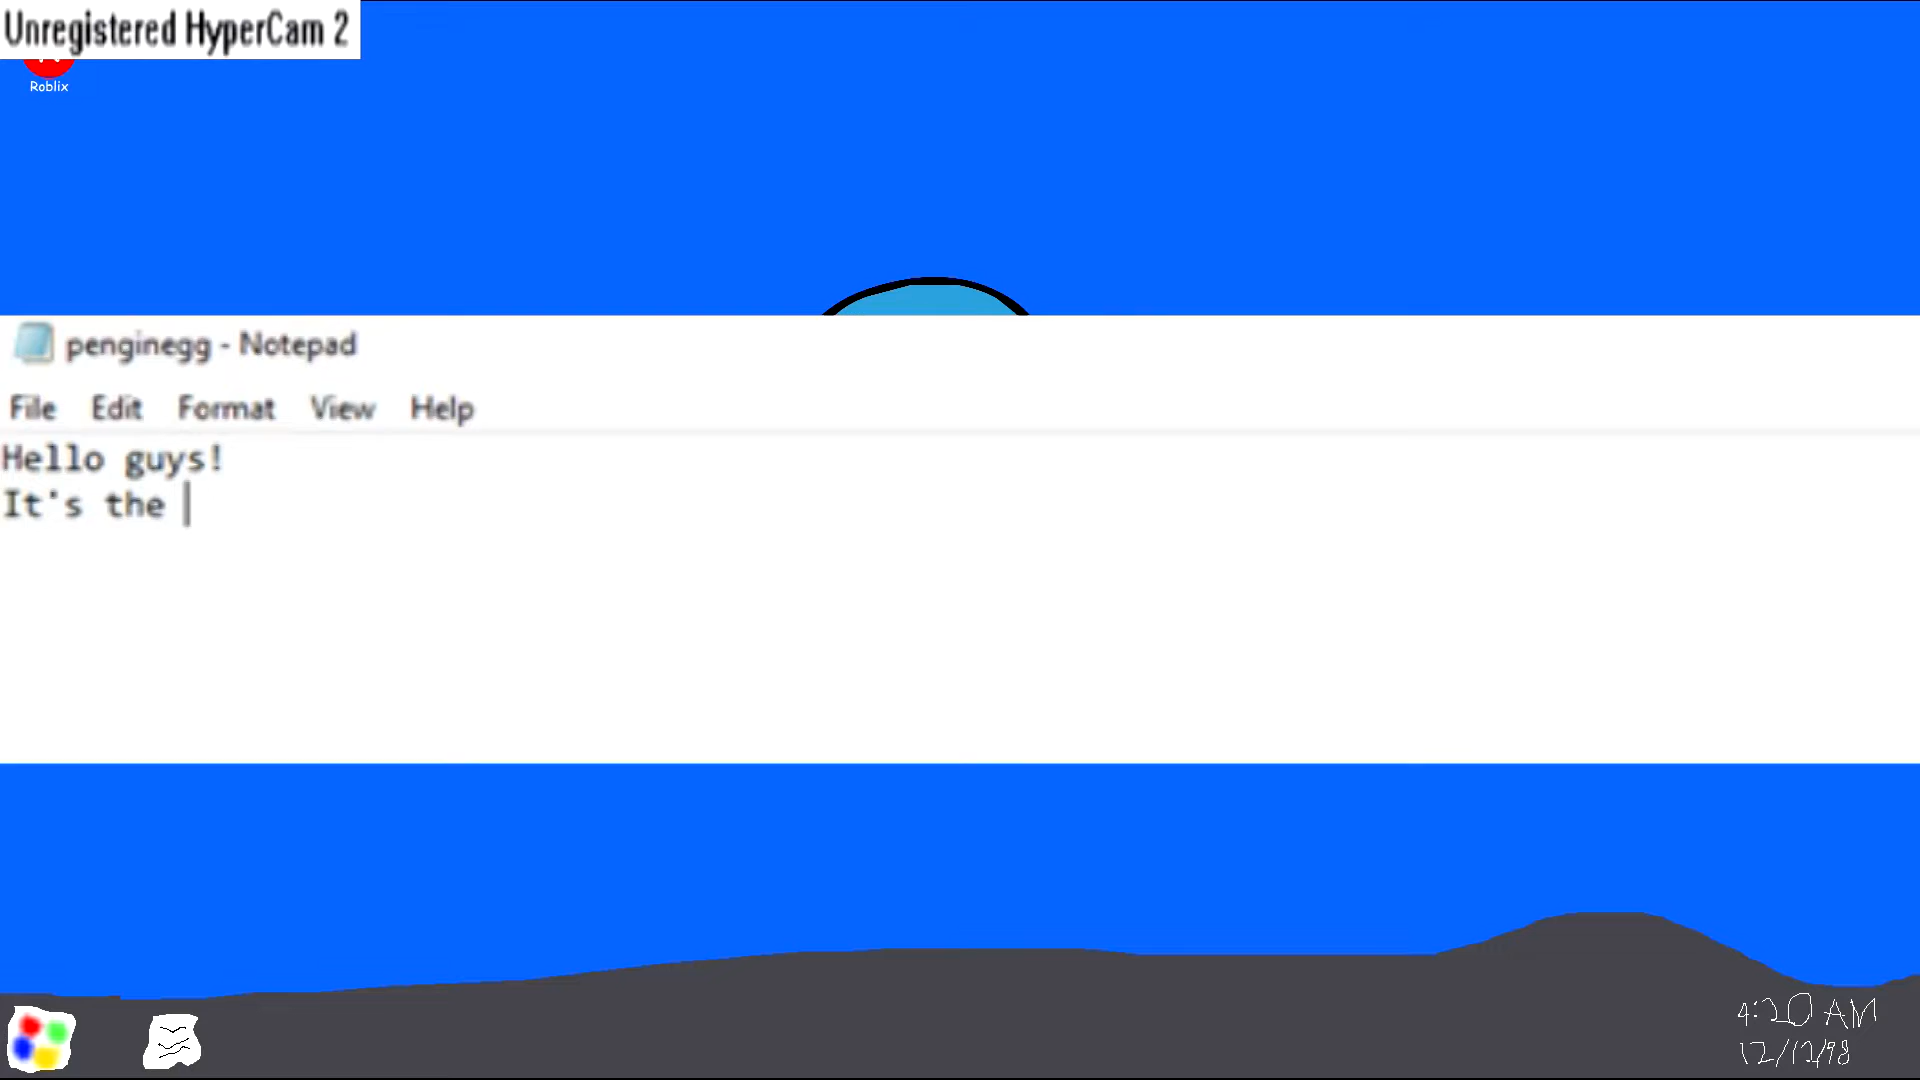 Unregistered HyperCam 2
Roblix
penginegg - Notepad
File Edit Format View Help
Hello guys!
It's the
4:20 AM
12/12/98